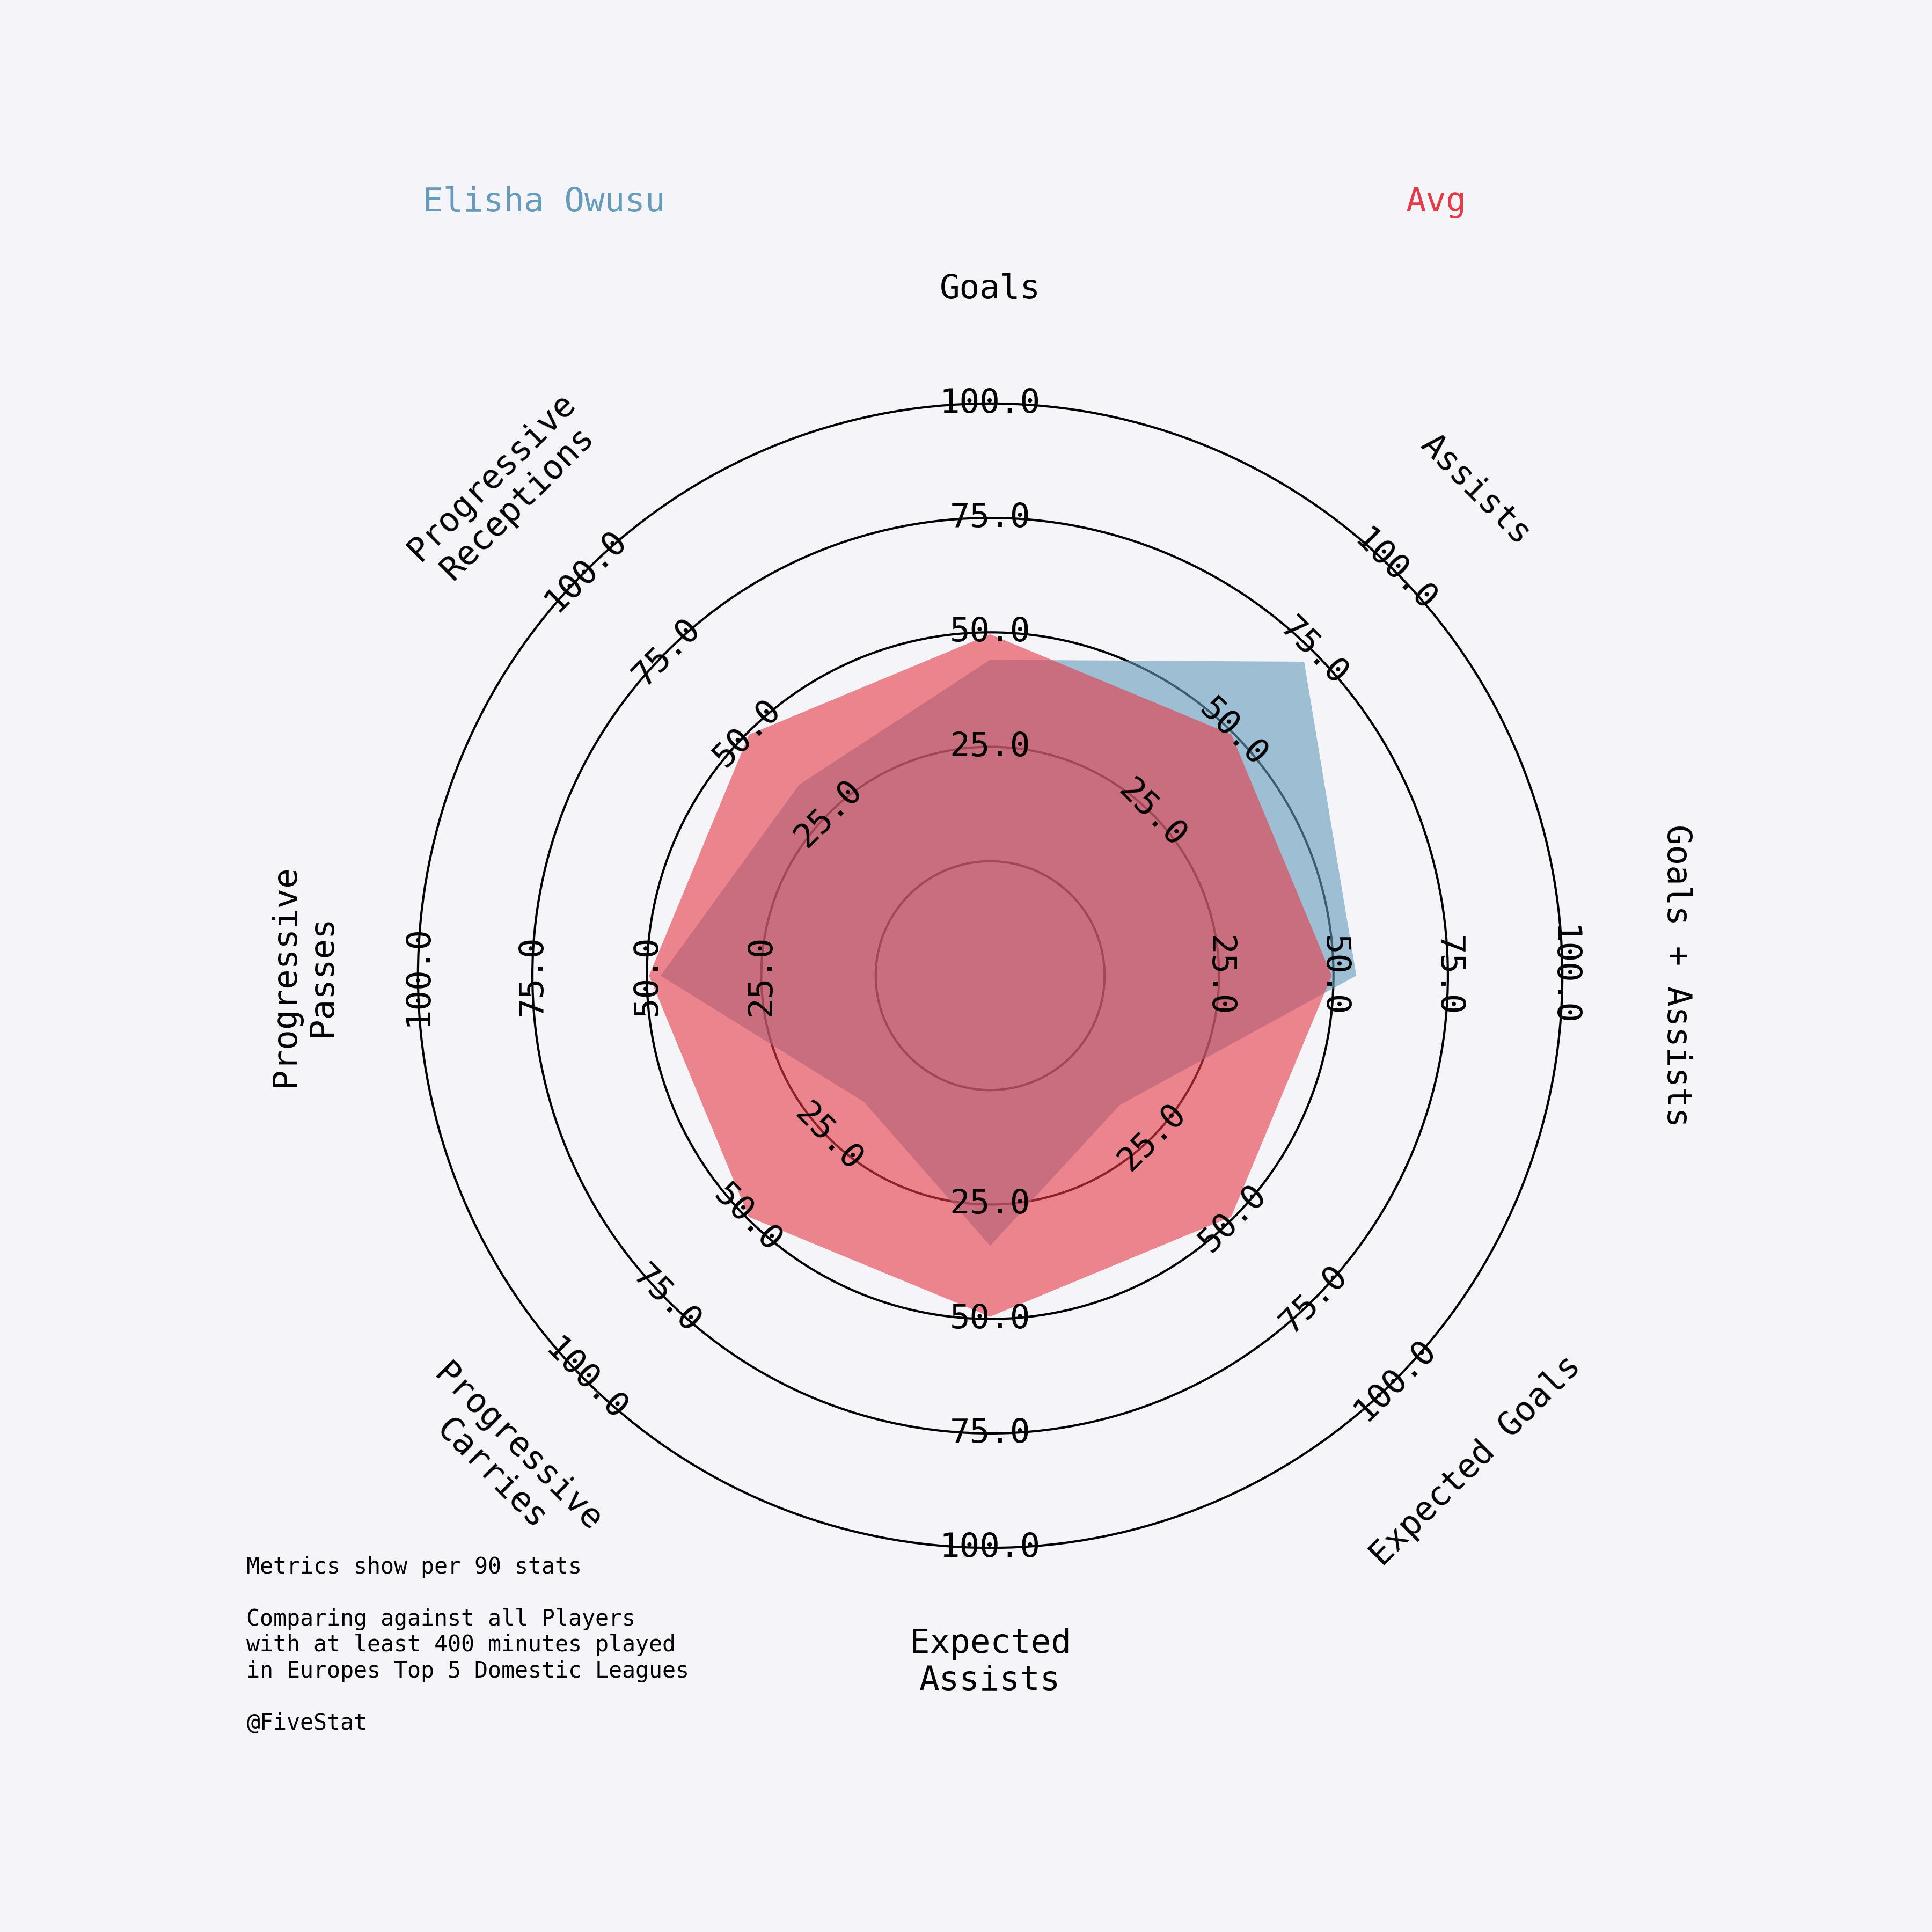 Elisha Owusu
Avg
Goals
Assists
Goals + Assists
Expected Goals
Expected
Assists
Progressive
Carries
Progressive
Passes
Progressive
Receptions
25.0
50.0
75.0
100.0
25.0
50.0
75.0
100.0
25.0
50.0
75.0
100.0
25.0
50.0
75.0
100.0
25.0
50.0
75.0
100.0
25.0
50.0
75.0
100.0
25.0
50.0
75.0
100.0
25.0
50.0
75.0
100.0
Metrics show per 90 stats
Comparing against all Players
with at least 400 minutes played
in Europes Top 5 Domestic Leagues
@FiveStat